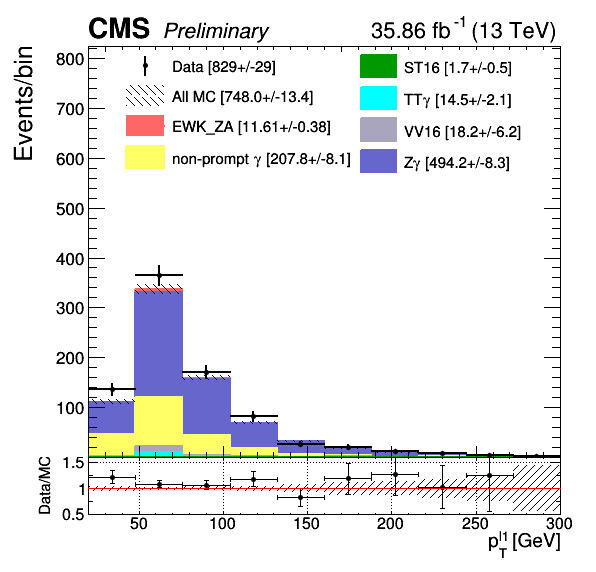 CMS Preliminary 35.86 fb⁻¹ (13 TeV)
Events/bin
Data [829+/-29]
All MC [748.0+/-13.4]
EWK_ZA [11.61+/-0.38]
non-prompt γ [207.8+/-8.1]
ST16 [1.7+/-0.5]
TTγ [14.5+/-2.1]
VV16 [18.2+/-6.2]
Zγ [494.2+/-8.3]
800
700
600
500
400
300
200
100
Data/MC
1.5
1
0.5
50 100 150 200 250 300
p_T^{l1} [GeV]